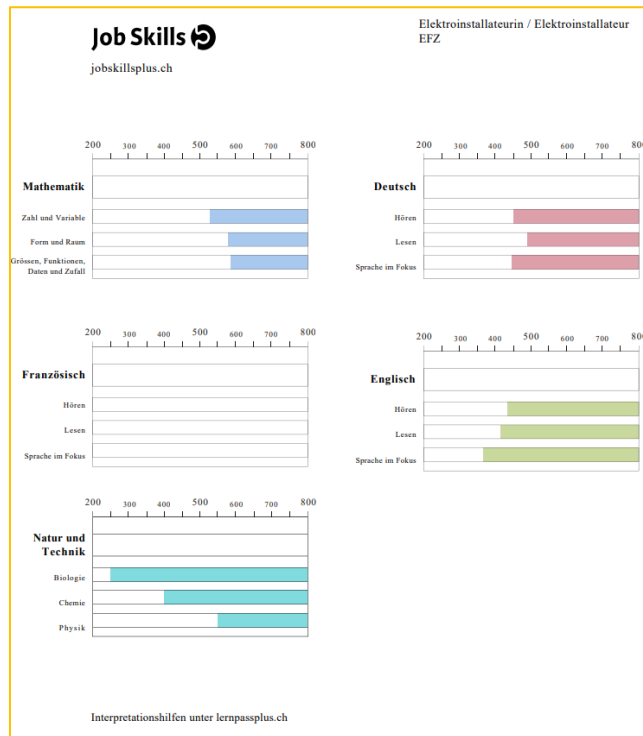 Job Skills
Elektroinstallateurin / Elektroinstallateur
EFZ
jobskillsplus.ch
200 300 400 500 600 700 800
Mathematik
Zahl und Variable
Form und Raum
Grössen, Funktionen,
Daten und Zufall
200 300 400 500 600 700 800
Deutsch
Hören
Lesen
Sprache im Fokus
200 300 400 500 600 700 800
Französisch
Hören
Lesen
Sprache im Fokus
200 300 400 500 600 700 800
Englisch
Hören
Lesen
Sprache im Fokus
200 300 400 500 600 700 800
Natur und
Technik
Biologie
Chemie
Physik
Interpretationshilfen unter lernpassplus.ch